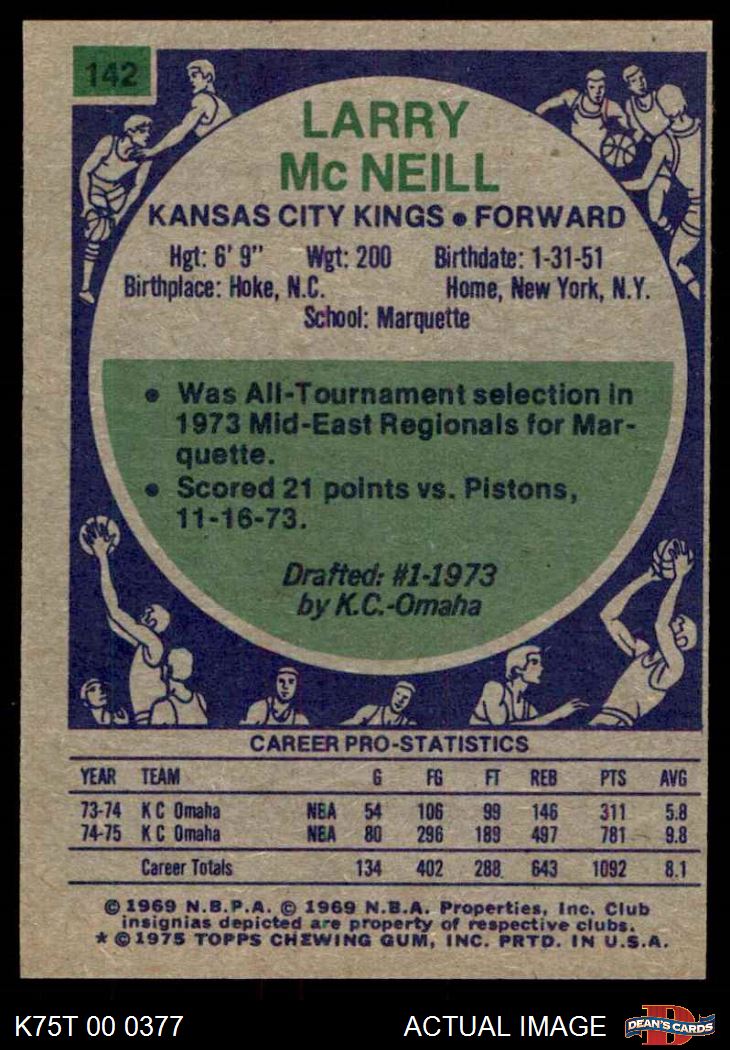 142
LARRY
Mc NEILL
KANSAS CITY KINGS • FORWARD
Hgt: 6' 9" Wgt: 200 Birthdate: 1-31-51
Birthplace: Hoke, N.C. Home, New York, N.Y.
School: Marquette
• Was All-Tournament selection in
1973 Mid-East Regionals for Mar-
quette.
• Scored 21 points vs. Pistons,
11-16-73.
Drafted: #1-1973
by K.C.-Omaha
CAREER PRO-STATISTICS
YEAR TEAM G FG FT REB PTS AVG
73-74 K C Omaha NBA 54 106 99 146 311 5.8
74-75 K C Omaha NBA 80 296 189 497 781 9.8
Career Totals 134 402 288 643 1092 8.1
© 1969 N.B.P.A. © 1969 N.B.A. Properties, Inc. Club
insignias depicted are property of respective clubs.
* © 1975 TOPPS CHEWING GUM, INC. PRTD. IN U.S.A.
K75T 00 0377 ACTUAL IMAGE D DEAN'S CARDS